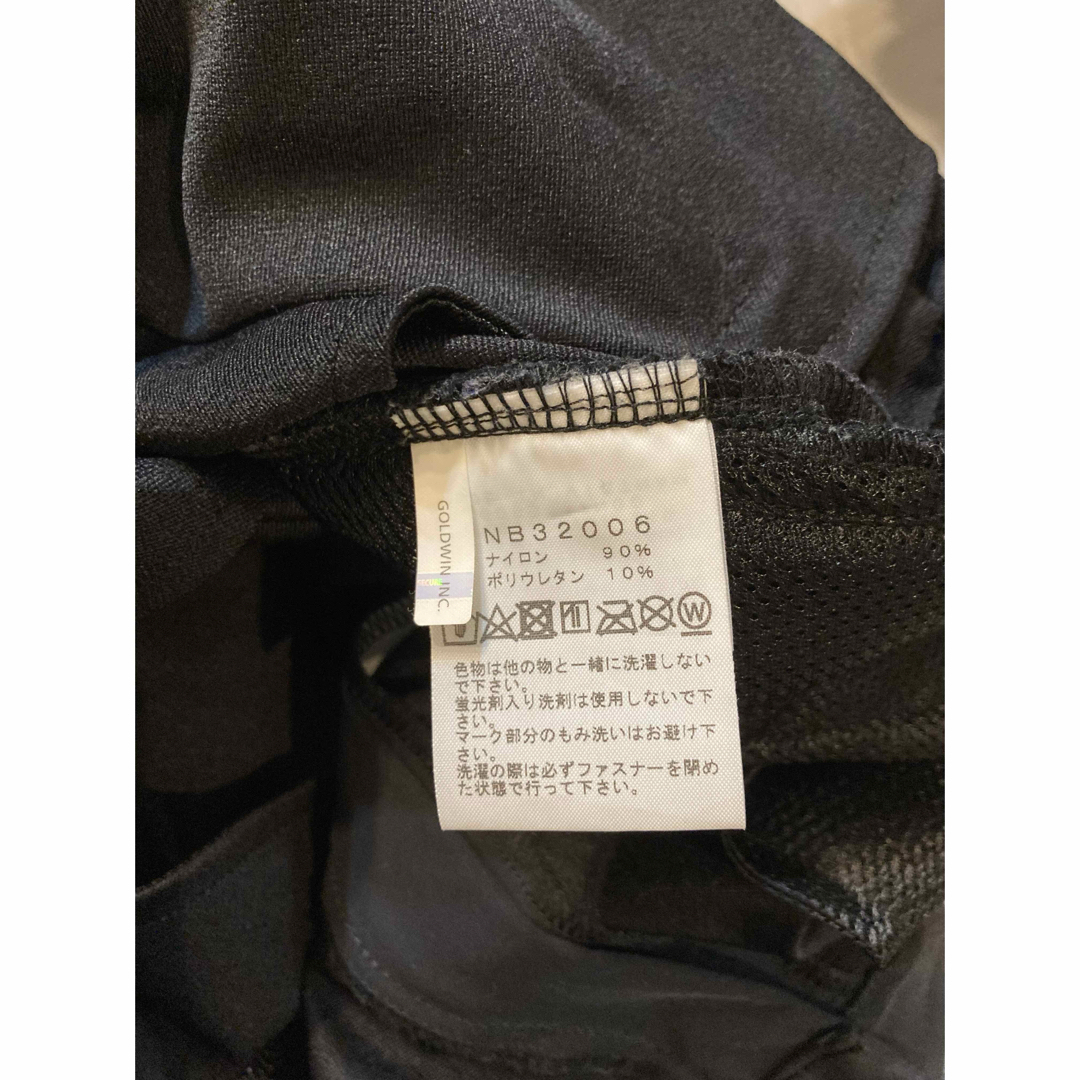 GOLDWIN INC.
NB32006
ナイロン 90%
ポリウレタン 10%
W
色物は他の物と一緒に洗濯しない
で下さい。
蛍光剤入り洗剤は使用しないで下
さい。
マーク部分のもみ洗いはお避け下
さい。
洗濯の際は必ずファスナーを閉め
た状態で行って下さい。